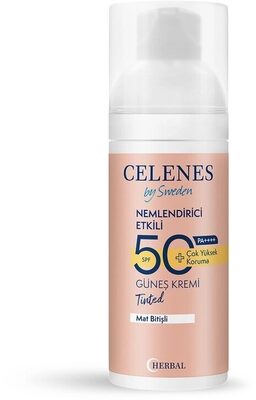 CELENES
by Sweden
NEMLENDİRİCİ
ETKİLİ
50+
SPF
PA++++
Çok Yüksek
Koruma
GÜNEŞ KREMİ
Tinted
Mat Bitişli
HERBAL